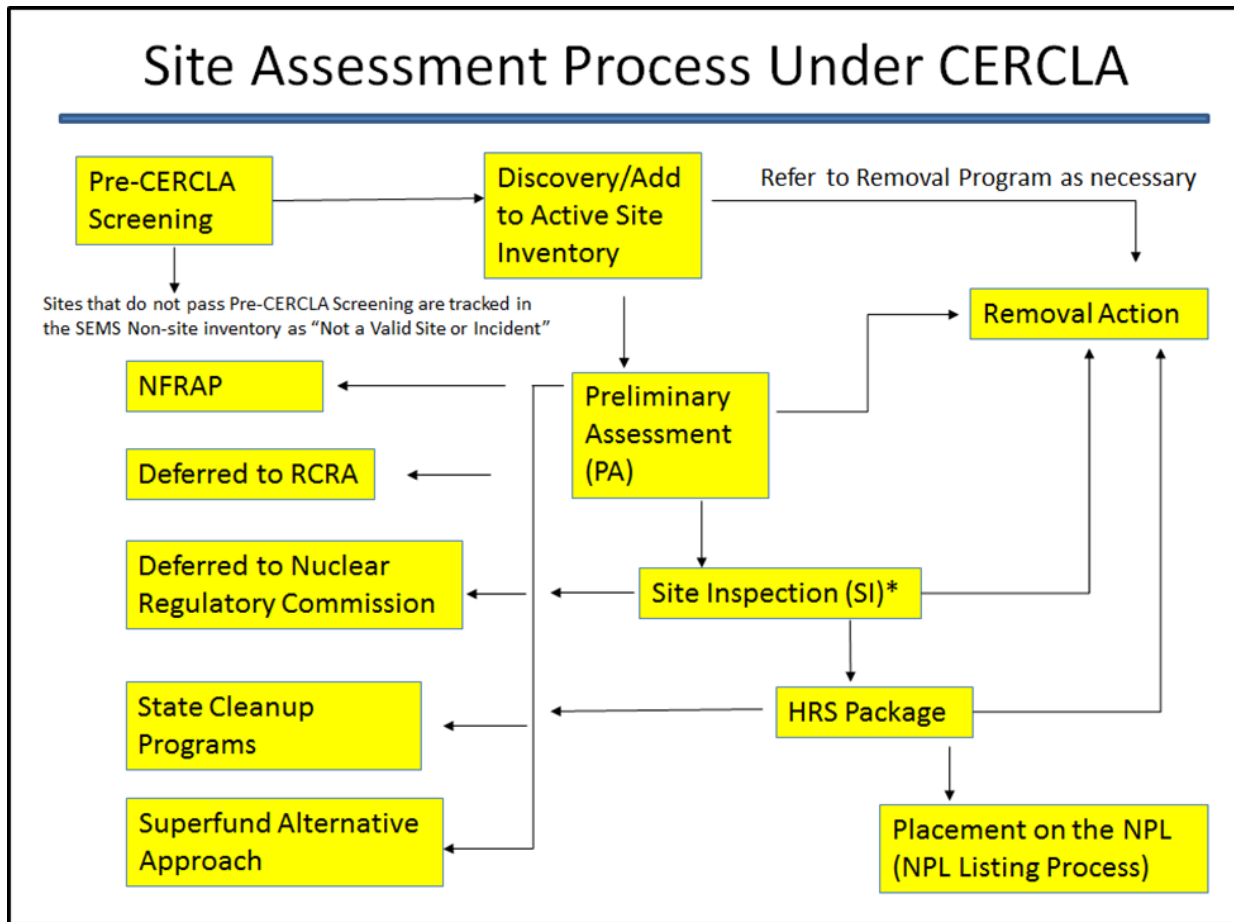 Site Assessment Process Under CERCLA
Pre-CERCLA
Screening
Discovery/Add
to Active Site
Inventory
Refer to Removal Program as necessary
Sites that do not pass Pre-CERCLA Screening are tracked in
the SEMS Non-site inventory as “Not a Valid Site or Incident”
Removal Action
NFRAP
Preliminary
Assessment
(PA)
Deferred to RCRA
Deferred to Nuclear
Regulatory Commission
Site Inspection (SI)*
State Cleanup
Programs
HRS Package
Superfund Alternative
Approach
Placement on the NPL
(NPL Listing Process)